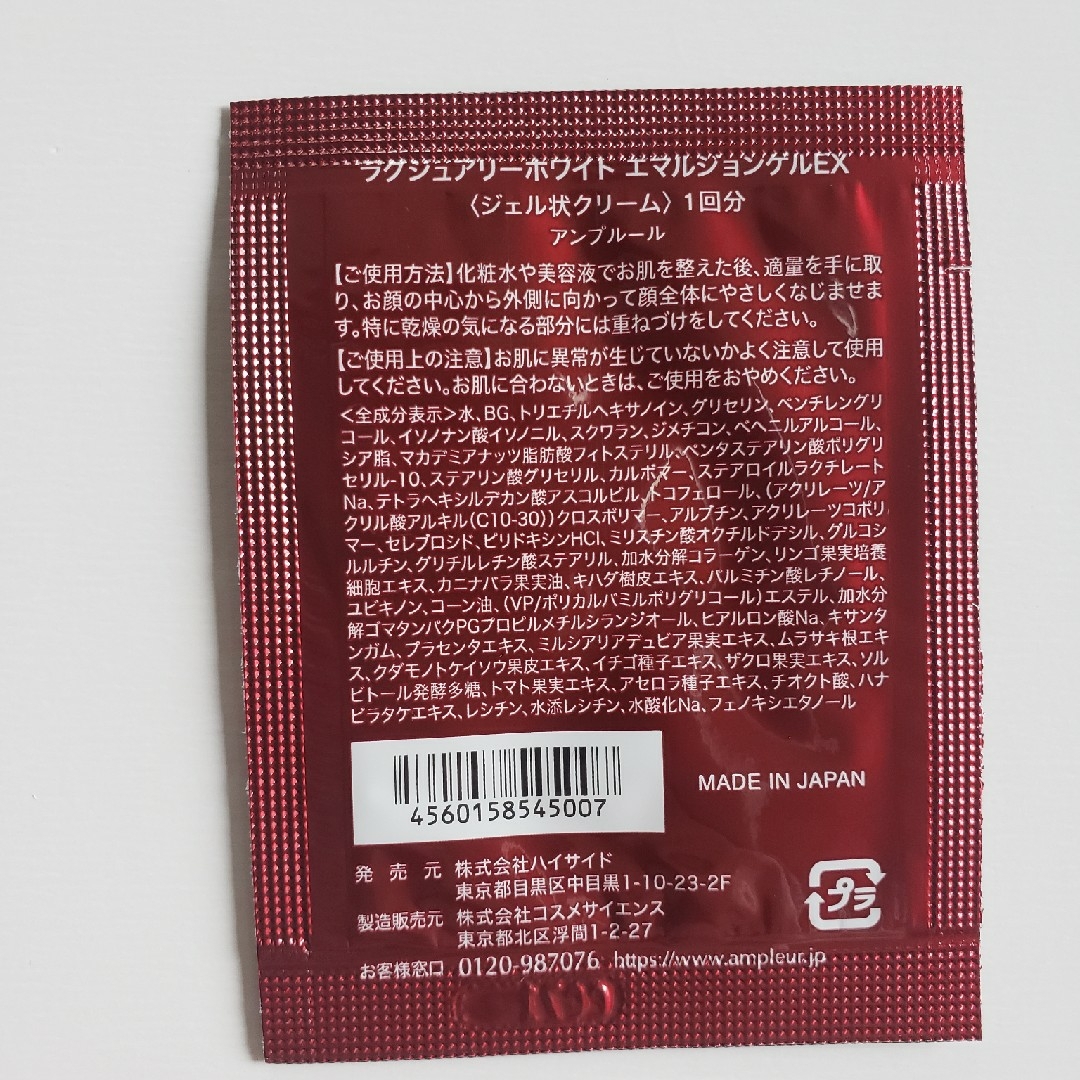 ラグジュアリーホワイト エマルジョンゲルEX
〈ジェル状クリーム〉1回分
アンプルール
【ご使用方法】化粧水や美容液でお肌を整えた後、適量を手に取
り、お顔の中心から外側に向かって顔全体にやさしくなじませま
す。特に乾燥の気になる部分には重ねづけをしてください。
【ご使用上の注意】お肌に異常が生じていないかよく注意して使用
してください。お肌に合わないときは、ご使用をおやめください。
<全成分表示>水、BG、トリエチルヘキサノイン、グリセリン、ペンチレングリ
コール、イソノナン酸イソノニル、スクワラン、ジメチコン、ベヘニルアルコール、
シア脂、マカデミアナッツ脂肪酸フィトステリル、ペンタステアリン酸ポリグリ
セリル-10、ステアリン酸グリセリル、カルボマー、ステアロイルラクチレート
Na、テトラヘキシルデカン酸アスコルビル、トコフェロール、(アクリレーツ/ア
クリル酸アルキル(C10-30))クロスポリマー、アルブチン、アクリレーツコポリ
マー、セレブロシド、ピリドキシンHCl、ミリスチン酸オクチルドデシル、グルコシ
ルルチン、グリチルレチン酸ステアリル、加水分解コラーゲン、リンゴ果実培養
細胞エキス、カニナバラ果実油、キハダ樹皮エキス、パルミチン酸レチノール、
ユビキノン、コーン油、(VP/ポリカルバミルポリグリコール)エステル、加水分
解ゴマタンパクPGプロピルメチルシランジオール、ヒアルロン酸Na、キサンタ
ンガム、プラセンタエキス、ミルシアリアデュビア果実エキス、ムラサキ根エキ
ス、クダモノトケイソウ果皮エキス、イチゴ種子エキス、ザクロ果実エキス、ソル
ビトール発酵多糖、トマト果実エキス、アセロラ種子エキス、チオクト酸、ハナ
ビラタケエキス、レシチン、水添レシチン、水酸化Na、フェノキシエタノール
4560158545007
MADE IN JAPAN
発売元 株式会社ハイサイド
東京都目黒区中目黒1-10-23-2F
製造販売元 株式会社コスメサイエンス
東京都北区浮間1-2-27
プラ
お客様窓口 0120-987076 https://www.ampleur.jp